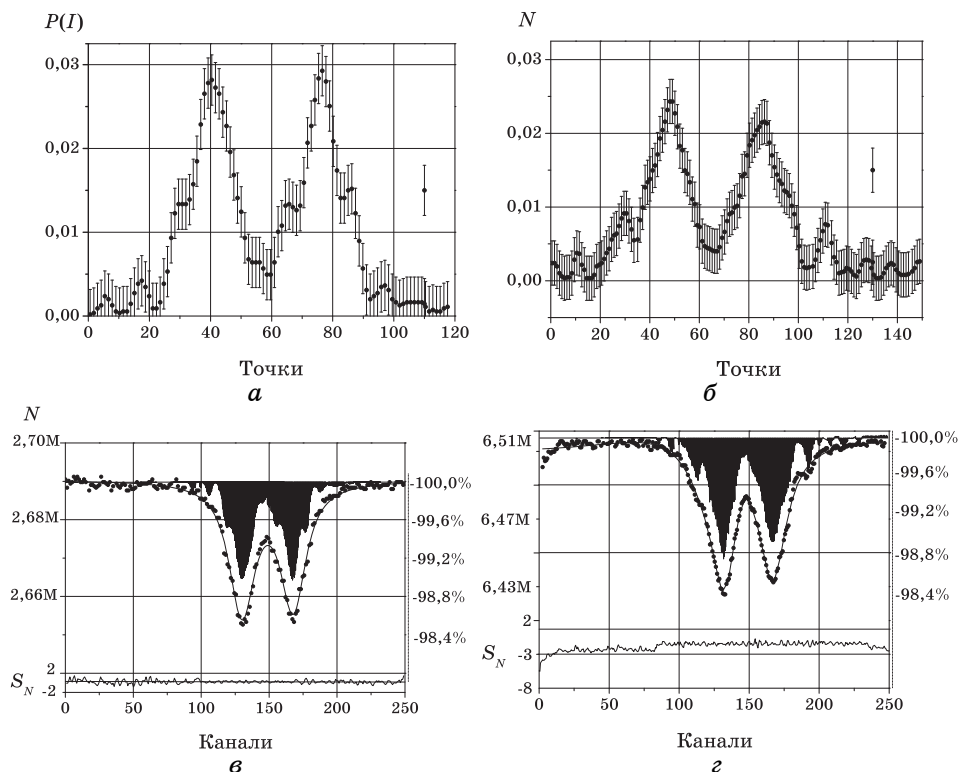 P(I)
0,03
0,02
0,01
0,00
0 20 40 60 80 100 120
Точки
а
N
0,03
0,02
0,01
0,00
0 20 40 60 80 100 120 140
Точки
б
N
2,70M
2,68M
2,66M
2
S_N -2
-100,0%
-99,6%
-99,2%
-98,8%
-98,4%
0 50 100 150 200 250
Канали
в
6,51M
6,47M
6,43M
2
S_N -3
-8
-100,0%
-99,6%
-99,2%
-98,8%
-98,4%
0 50 100 150 200 250
Канали
г